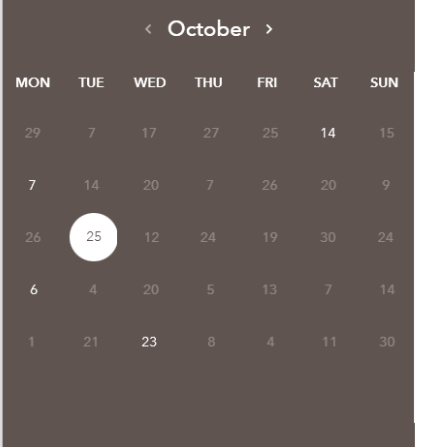 ‹ October ›
MON TUE WED THU FRI SAT SUN
29 7 17 27 25 14 15
7 14 20 7 26 20 9
26 25 12 24 19 30 24
6 4 20 5 13 7 14
1 21 23 8 4 11 30